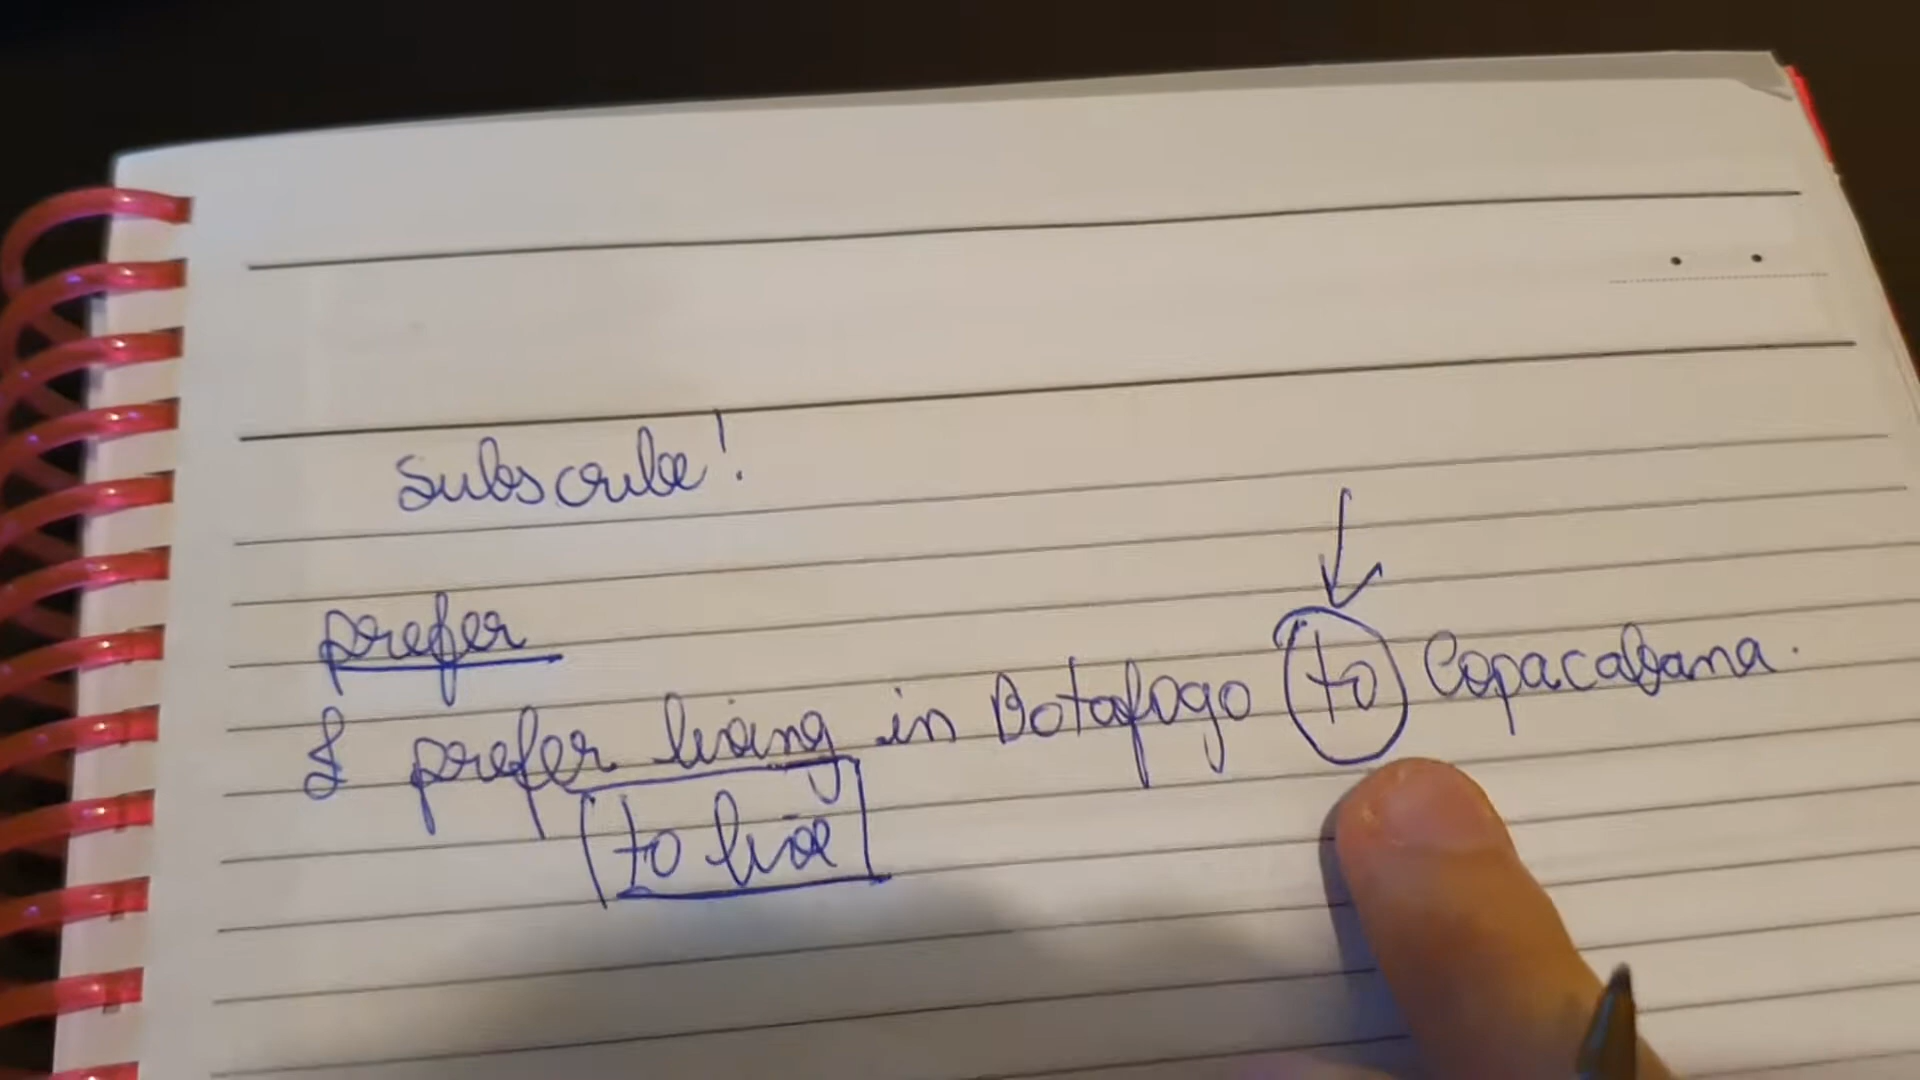 Subscribe!
prefer
I prefer living in Botafogo to Copacabana.
to live